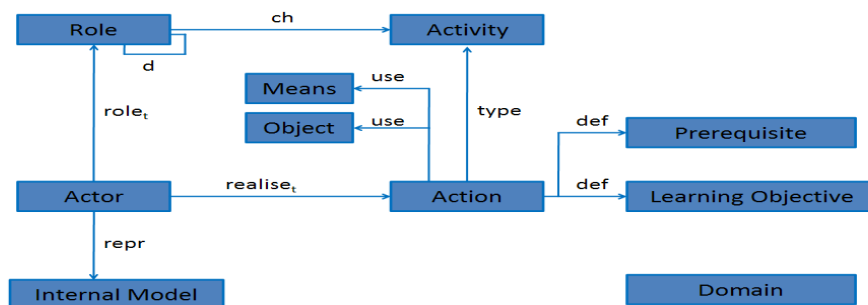 Role
ch
Activity
d
Means
use
Object
use
role_t
type
def
Prerequisite
Actor
realise_t
Action
def
Learning Objective
repr
Internal Model
Domain